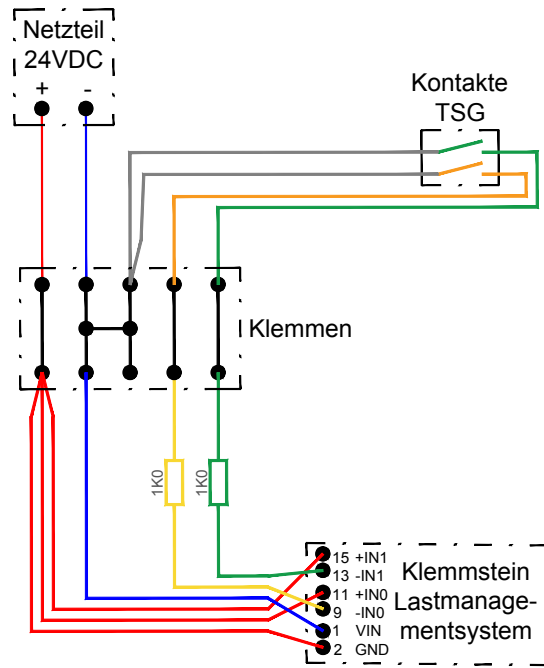 Netzteil
24VDC
+ -
Kontakte
TSG
Klemmen
1K0 1K0
15 +IN1
13 -IN1
11 +IN0
9 -IN0
1 VIN
2 GND
Klemmstein
Lastmanage-
mentsystem